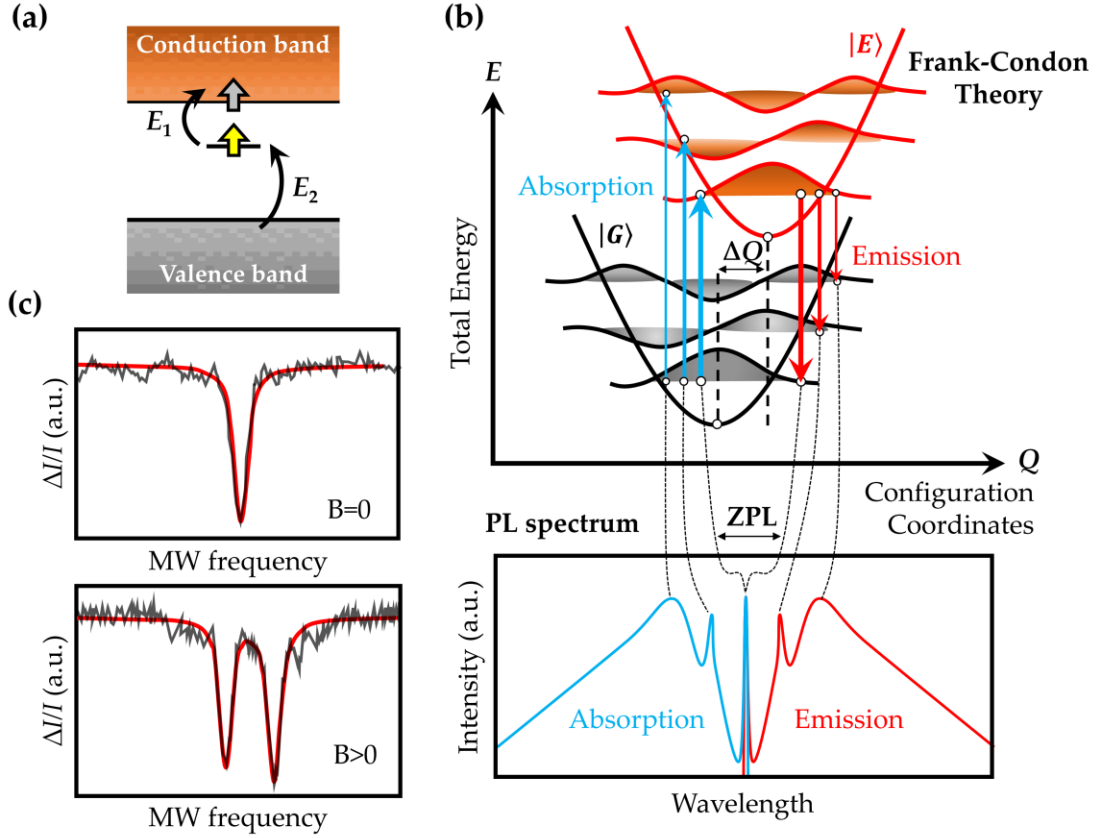 (a)
Conduction band
E1
E2
Valence band
(b)
E
|E⟩
Frank-Condon
Theory
Absorption
|G⟩
ΔQ
Emission
Total Energy
Q
Configuration
Coordinates
PL spectrum
ZPL
Intensity (a.u.)
Absorption
Emission
Wavelength
(c)
ΔI/I (a.u.)
B=0
MW frequency
ΔI/I (a.u.)
B>0
MW frequency